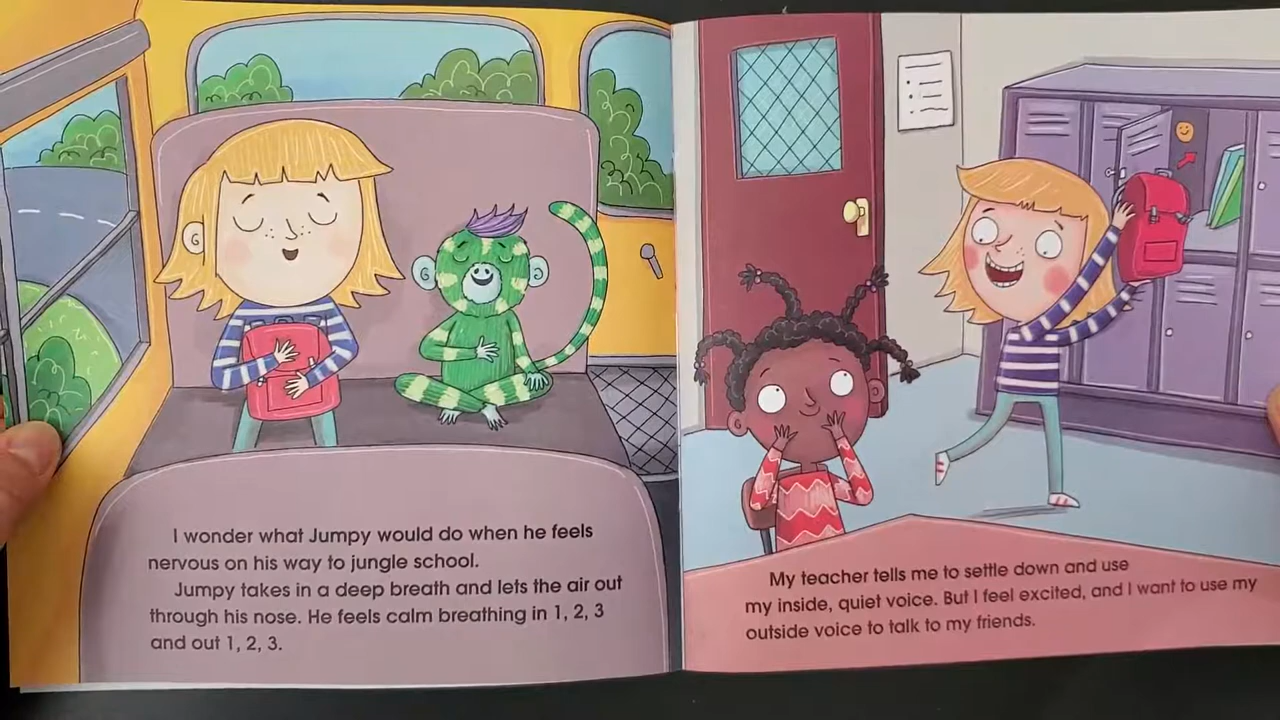 I wonder what Jumpy would do when he feels
nervous on his way to jungle school.
Jumpy takes in a deep breath and lets the air out
through his nose. He feels calm breathing in 1, 2, 3
and out 1, 2, 3.
My teacher tells me to settle down and use
my inside, quiet voice. But I feel excited, and I want to use my
outside voice to talk to my friends.